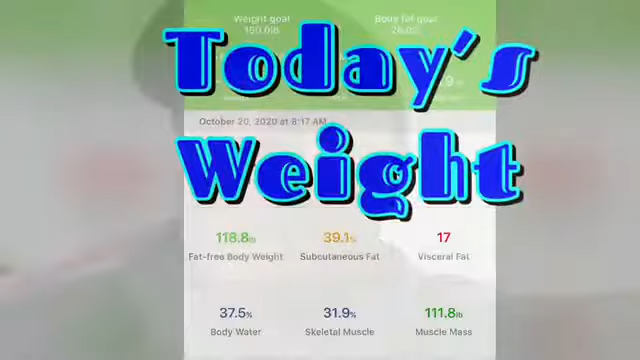 Weight goal Body fat goal
Today's
October 20, 2020 at 8:17 AM
Weight
118.8lb 39.1% 17
Fat-free Body Weight Subcutaneous Fat Visceral Fat
37.5% 31.9% 111.8lb
Body Water Skeletal Muscle Muscle Mass